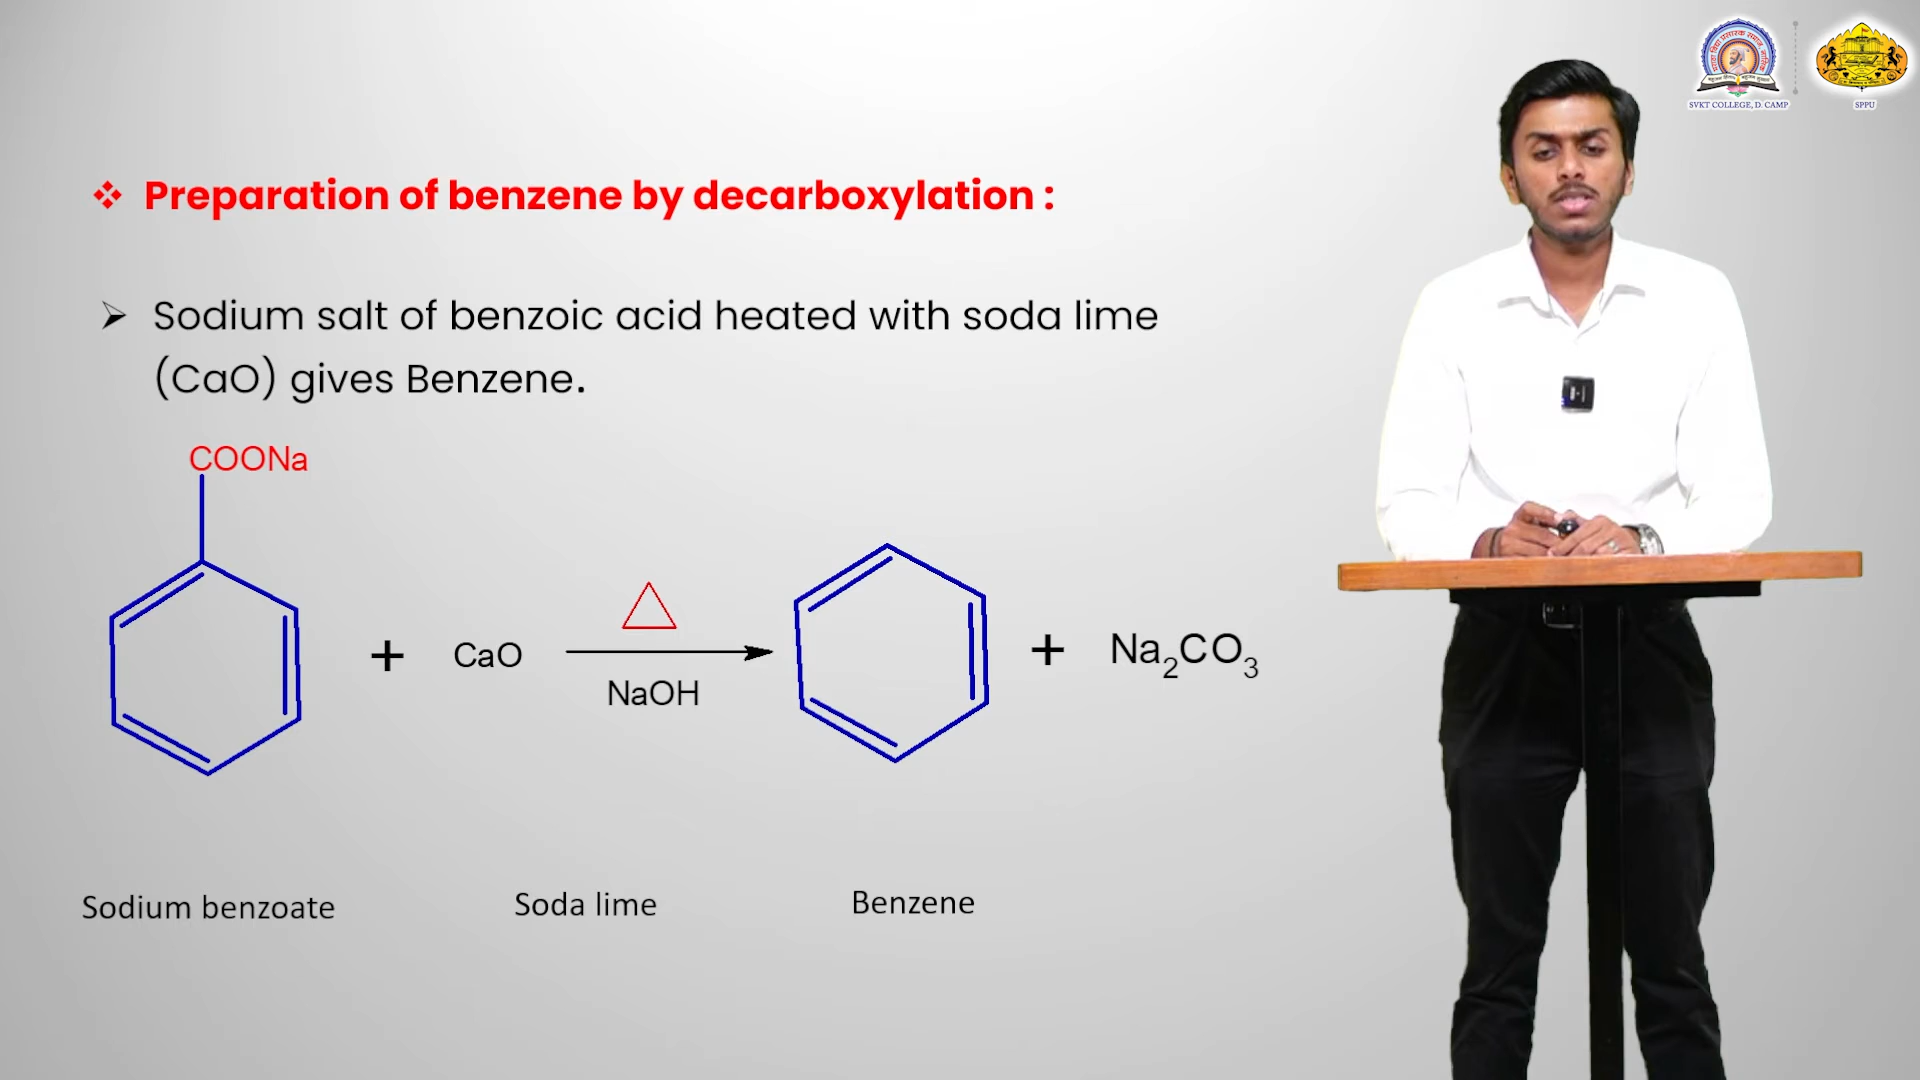 SVKT COLLEGE, D. CAMP
SPPU
❖ Preparation of benzene by decarboxylation :
➢ Sodium salt of benzoic acid heated with soda lime
(CaO) gives Benzene.
COONa
+ CaO △ NaOH + Na₂CO₃
Sodium benzoate Soda lime Benzene